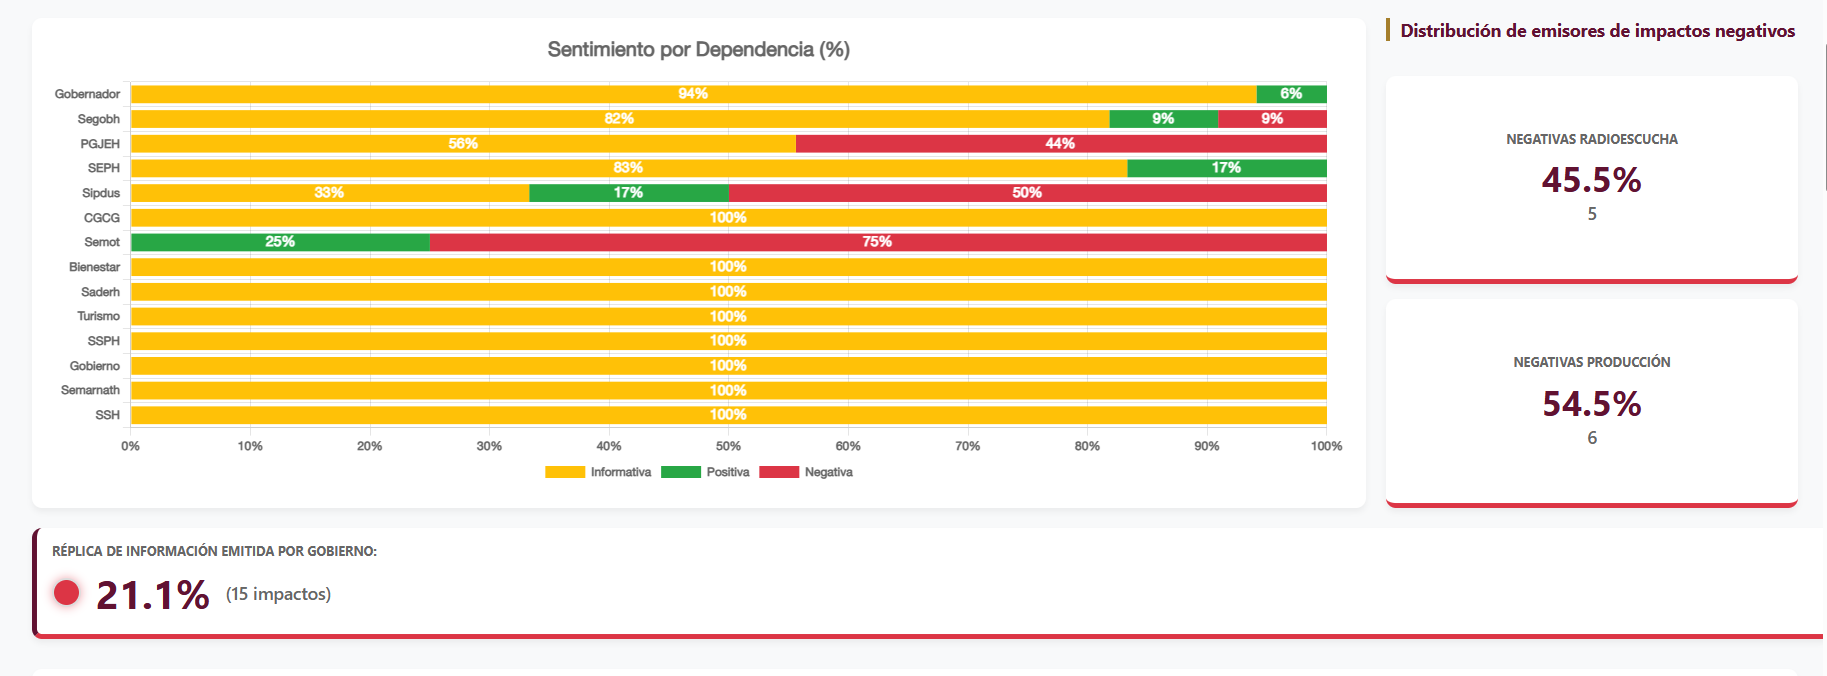 Sentimiento por Dependencia (%)
Gobernador 94% 6%
Segobh 82% 9% 9%
PGJEH 56% 44%
SEPH 83% 17%
Sipdus 33% 17% 50%
CGCG 100%
Semot 25% 75%
Bienestar 100%
Saderh 100%
Turismo 100%
SSPH 100%
Gobierno 100%
Semarnath 100%
SSH 100%
0% 10% 20% 30% 40% 50% 60% 70% 80% 90% 100%
Informativa Positiva Negativa
Distribución de emisores de impactos negativos
NEGATIVAS RADIOESCUCHA
45.5%
5
NEGATIVAS PRODUCCIÓN
54.5%
6
RÉPLICA DE INFORMACIÓN EMITIDA POR GOBIERNO:
21.1% (15 impactos)